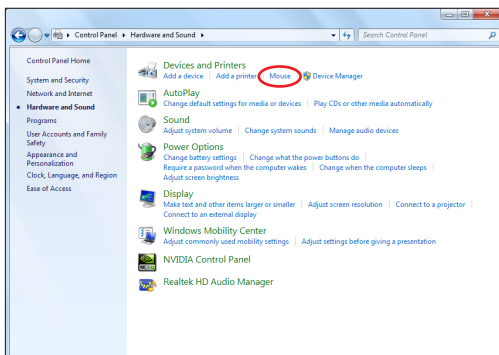 Control Panel Hardware and Sound
Search Control Panel
Control Panel Home
System and Security
Network and Internet
Hardware and Sound
Programs
User Accounts and Family
Safety
Appearance and
Personalization
Clock, Language, and Region
Ease of Access
Devices and Printers
Add a device Add a printer Mouse Device Manager
AutoPlay
Change default settings for media or devices Play CDs or other media automatically
Sound
Adjust system volume Change system sounds Manage audio devices
Power Options
Change battery settings Change what the power buttons do
Require a password when the computer wakes Change when the computer sleeps
Adjust screen brightness
Display
Make text and other items larger or smaller Adjust screen resolution Connect to a projector
Connect to an external display
Windows Mobility Center
Adjust commonly used mobility settings Adjust settings before giving a presentation
NVIDIA Control Panel
Realtek HD Audio Manager